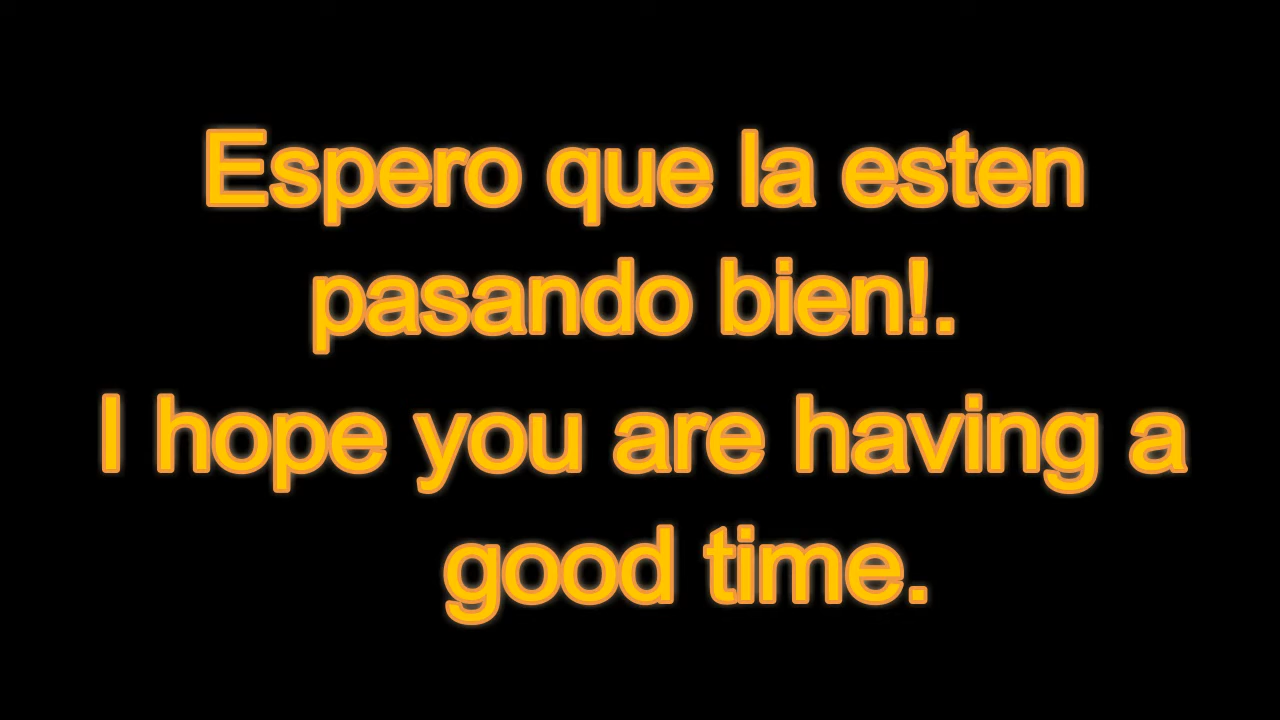 Espero que la esten
pasando bien!.
I hope you are having a
good time.